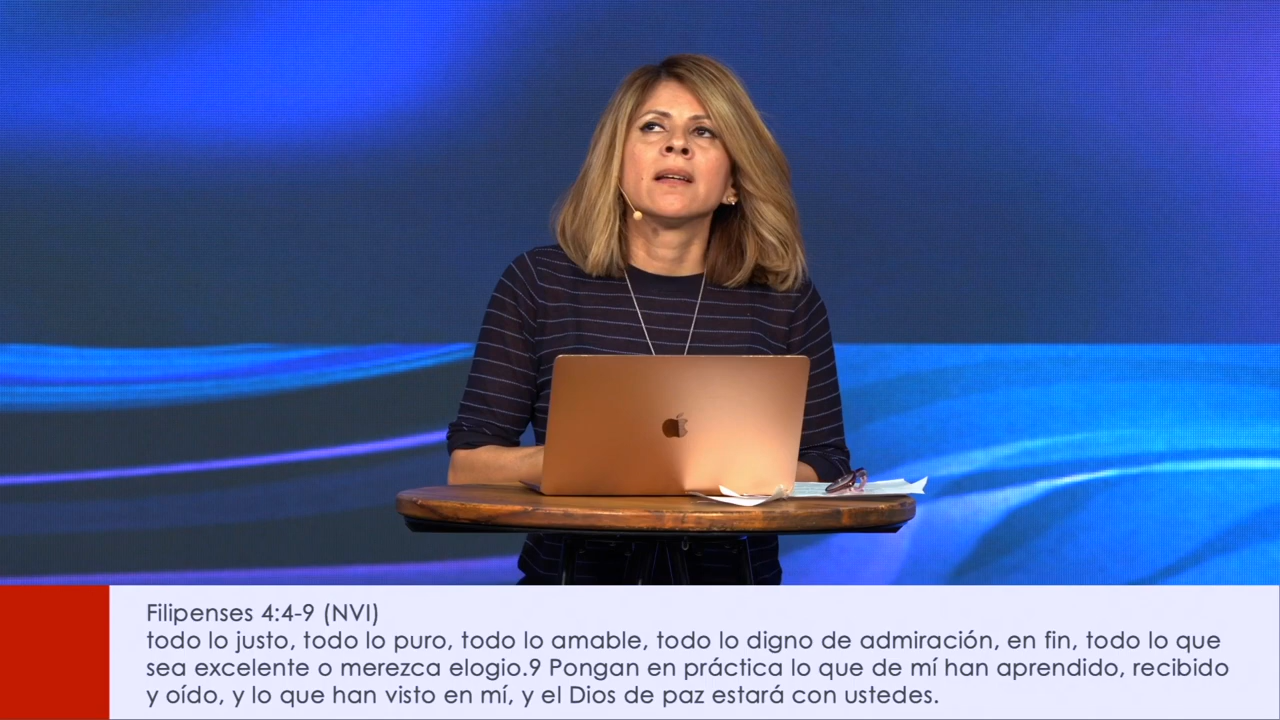 Filipenses 4:4-9 (NVI)
todo lo justo, todo lo puro, todo lo amable, todo lo digno de admiración, en fin, todo lo que
sea excelente o merezca elogio.9 Pongan en práctica lo que de mí han aprendido, recibido
y oído, y lo que han visto en mí, y el Dios de paz estará con ustedes.